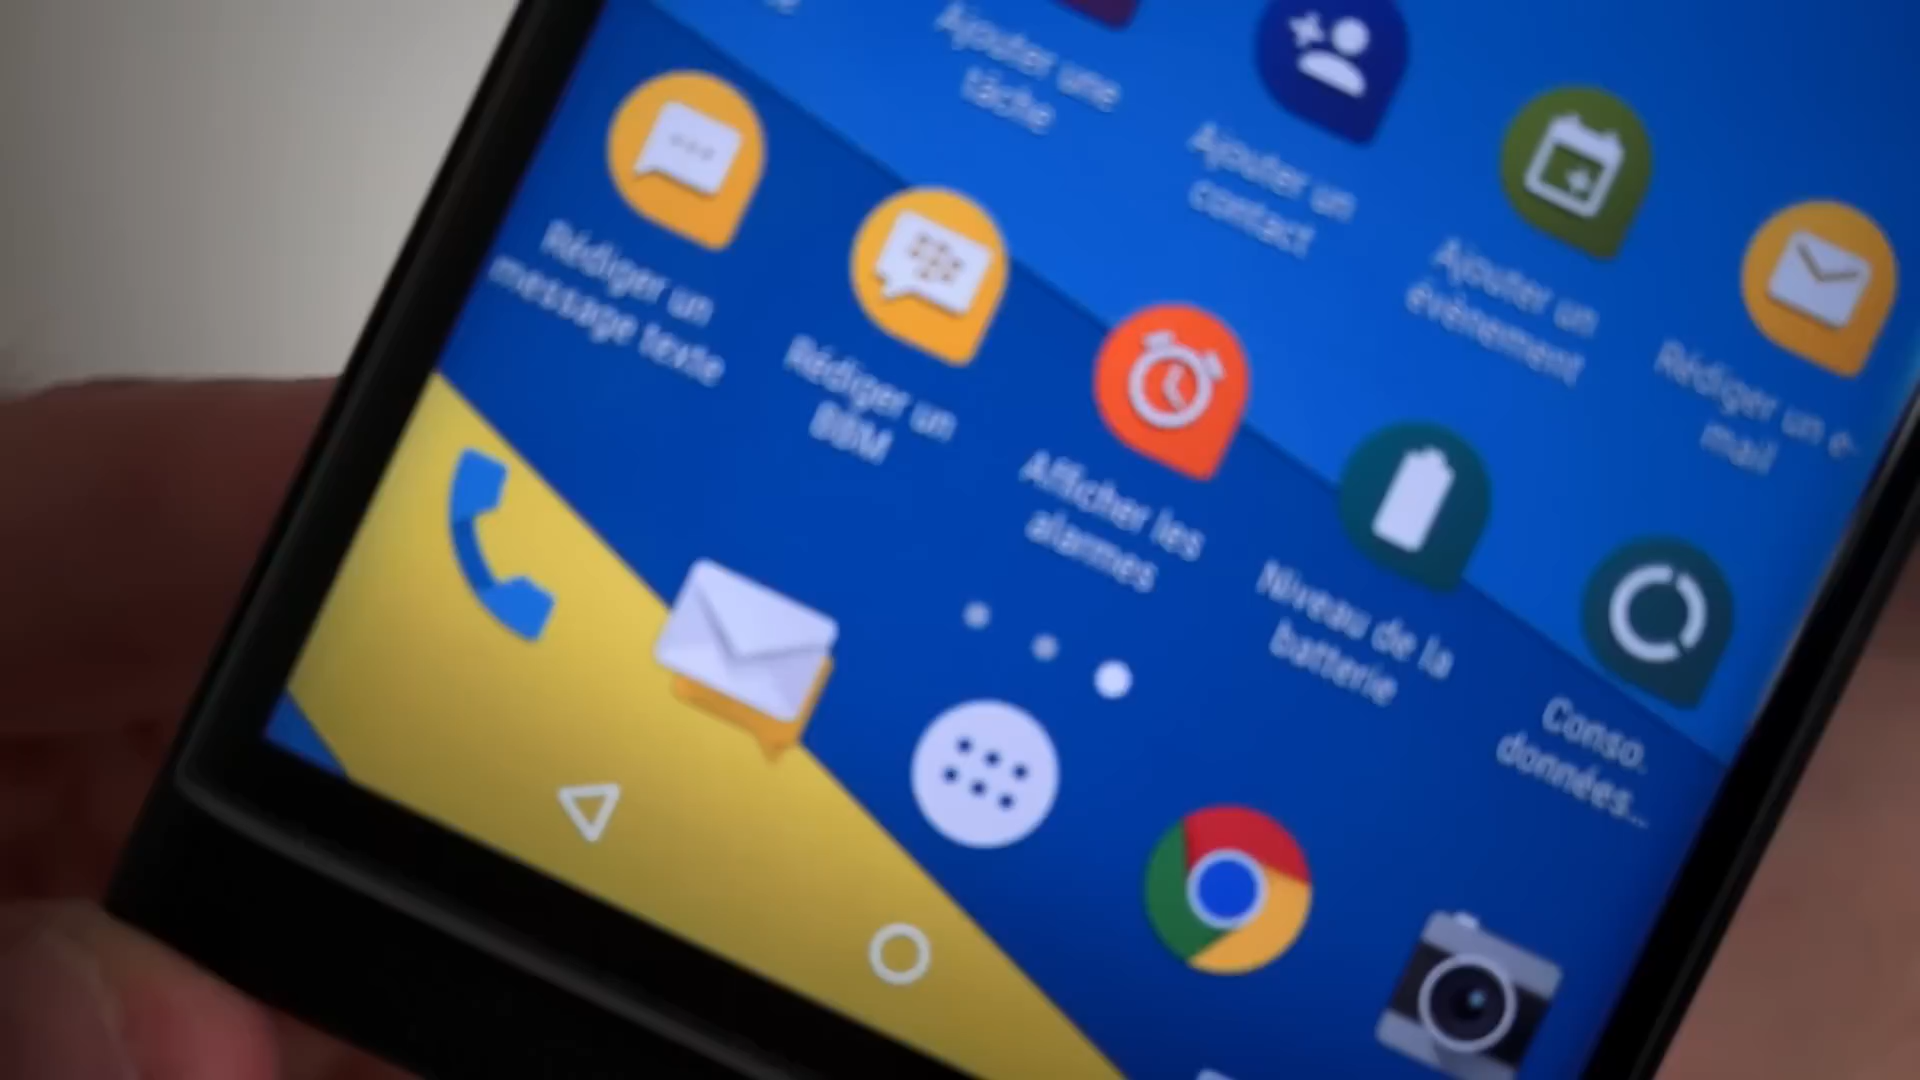 Ajouter une
tâche
Ajouter un
contact
Ajouter un
évènement
Rédiger un e-
mail
Rédiger un
message texte
Rédiger un
BBM
Afficher les
alarmes
Niveau de la
batterie
Conso.
données...